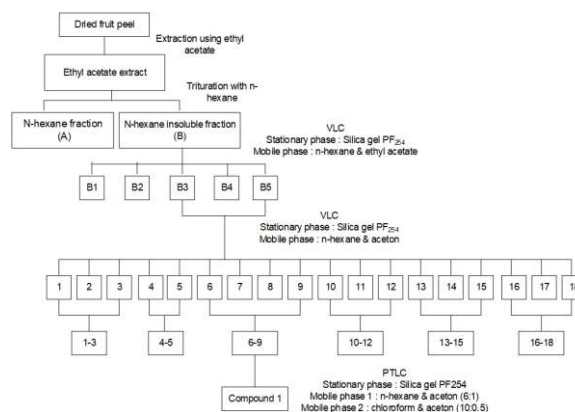 Dried fruit peel
Extraction using ethyl
acetate
Ethyl acetate extract
Trituration with n-
hexane
N-hexane fraction
(A)
N-hexane insoluble fraction
(B)
VLC
Stationary phase : Silica gel PF254
Mobile phase : n-hexane & ethyl acetate
B1 B2 B3 B4 B5
VLC
Stationary phase : Silica gel PF254
Mobile phase : n-hexane & aceton
1 2 3 4 5 6 7 8 9 10 11 12 13 14 15 16 17
1-3 4-5 6-9 10-12 13-15 16-18
PTLC
Stationary phase : Silica gel PF254
Mobile phase 1 : n-hexane & aceton (6:1)
Mobile phase 2 : chloroform & aceton (10:0.5)
Compound 1